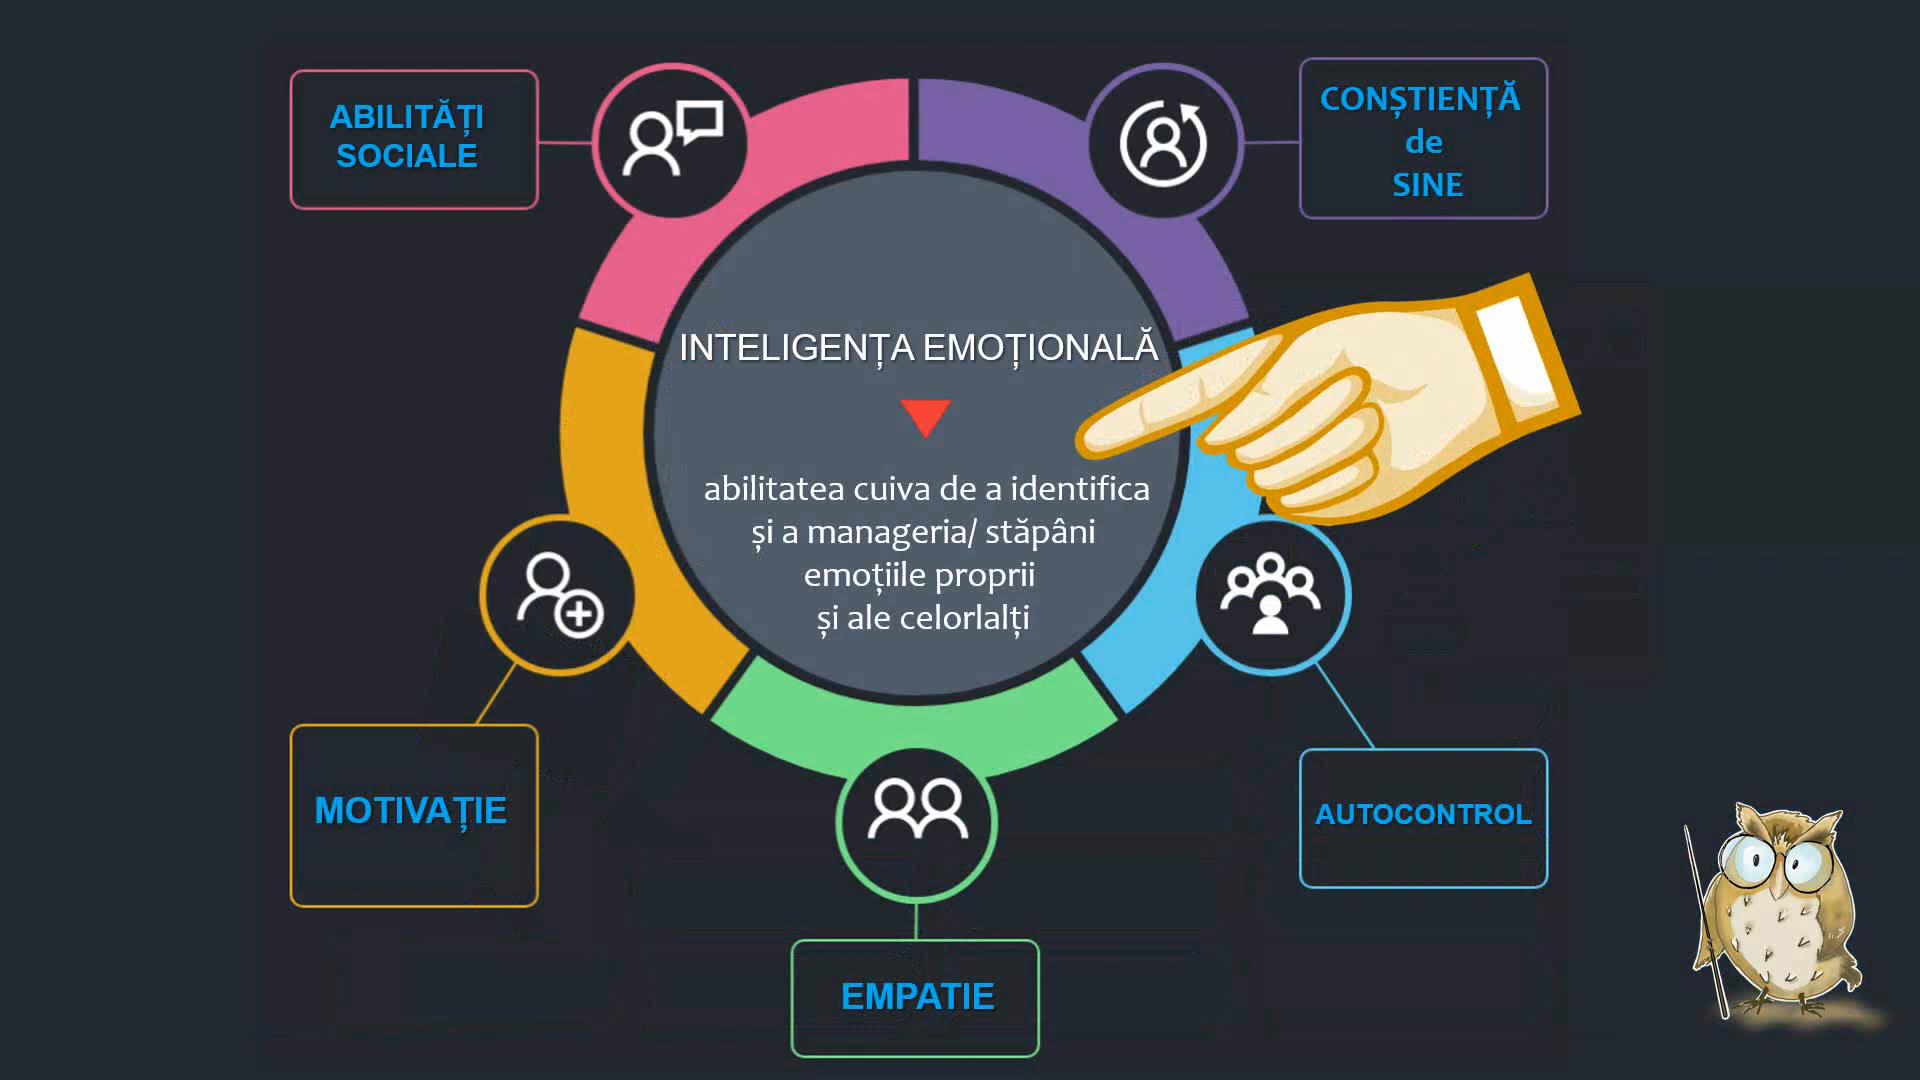 ABILITĂȚI
SOCIALE
CONȘTIENȚĂ
de
SINE
INTELIGENȚA EMOȚIONALĂ
abilitatea cuiva de a identifica
și a manageria/ stăpâni
emoțiile proprii
și ale celorlalți
MOTIVAȚIE
AUTOCONTROL
EMPATIE